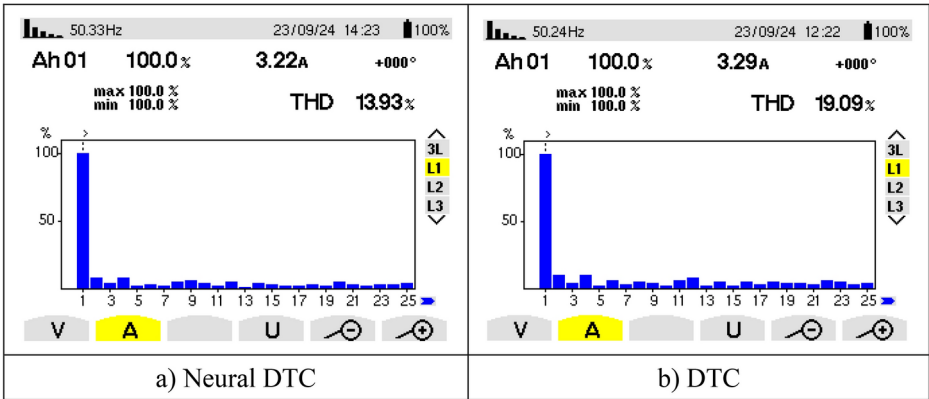 50.33Hz 23/09/24 14:23 100%
Ah 01 100.0 % 3.22A +000°
max 100.0 %
min 100.0 %
THD 13.93%
%
100
50
1 3 5 7 9 11 13 15 17 19 21 23 25
3L
L1
L2
L3
V A U
a) Neural DTC
50.24Hz 23/09/24 12:22 100%
Ah 01 100.0 % 3.29A +000°
max 100.0 %
min 100.0 %
THD 19.09%
%
100
50
1 3 5 7 9 11 13 15 17 19 21 23 25
3L
L1
L2
L3
V A U
b) DTC